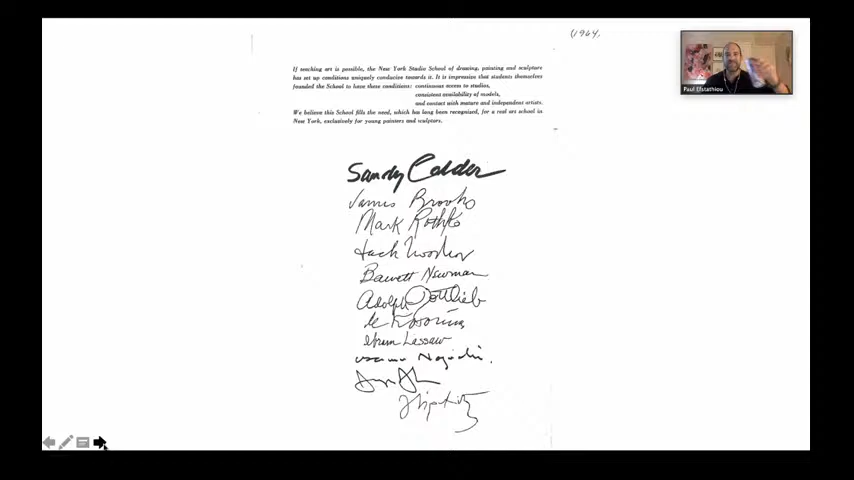 (1964,
If teaching art is possible, the New York Studio School of drawing, painting and sculpture
has set up conditions uniquely conducive towards it. It is impressive that students themselves
founded the School to have these conditions: continuous access to studios,
consistent availability of models,
and contact with mature and independent artists.
We believe this School fills the need, which has long been recognized, for a real art school in
New York, exclusively for young painters and sculptors.
Paul Efstathiou
Sandy Calder
James Brooks
Mark Rothko
Jack
Barnett Newman
Adolph Gottlieb
de Kooning
Ibram Lassaw
Isamu Noguchi
Lipchitz